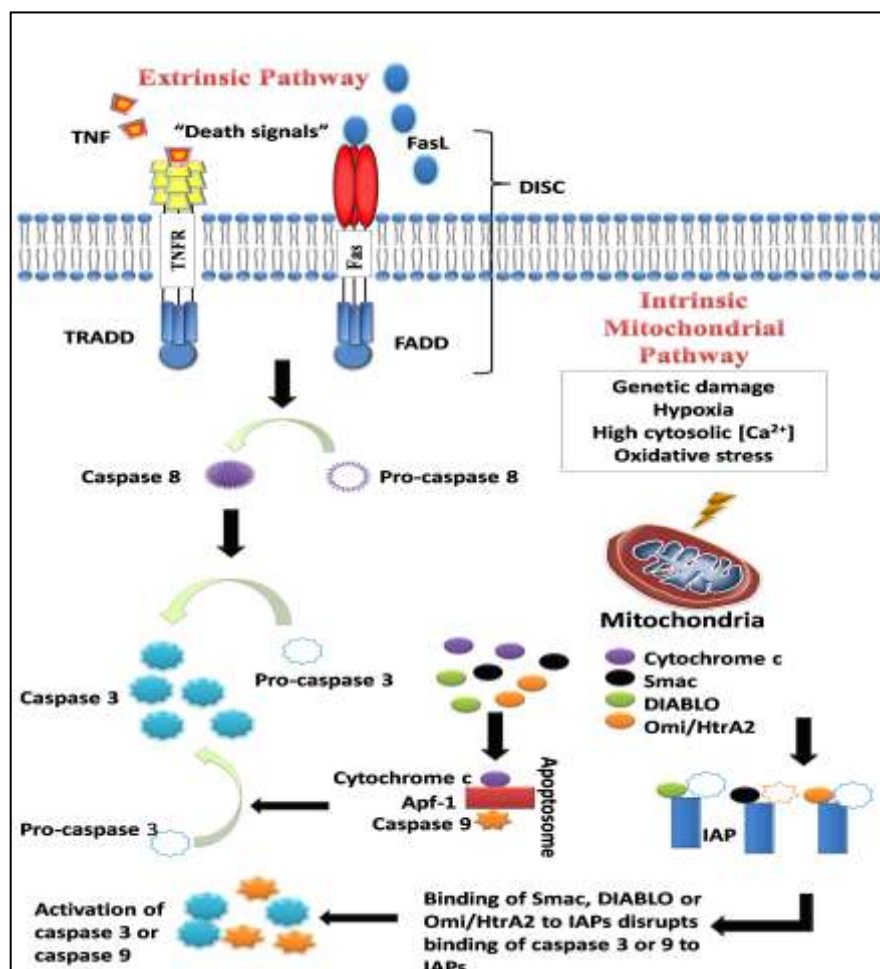 Extrinsic Pathway
TNF
“Death signals”
FasL
DISC
TNFR
Fas
TRADD
FADD
Intrinsic
Mitochondrial
Pathway
Genetic damage
Hypoxia
High cytosolic [Ca²⁺]
Oxidative stress
Caspase 8
Pro-caspase 8
Mitochondria
Pro-caspase 3
Caspase 3
Cytochrome c
Smac
DIABLO
Omi/HtrA2
Cytochrome c
Apf-1
Caspase 9
Apoptosome
Pro-caspase 3
IAP
Activation of
caspase 3 or
caspase 9
Binding of Smac, DIABLO or
Omi/HtrA2 to IAPs disrupts
binding of caspase 3 or 9 to
IAPs